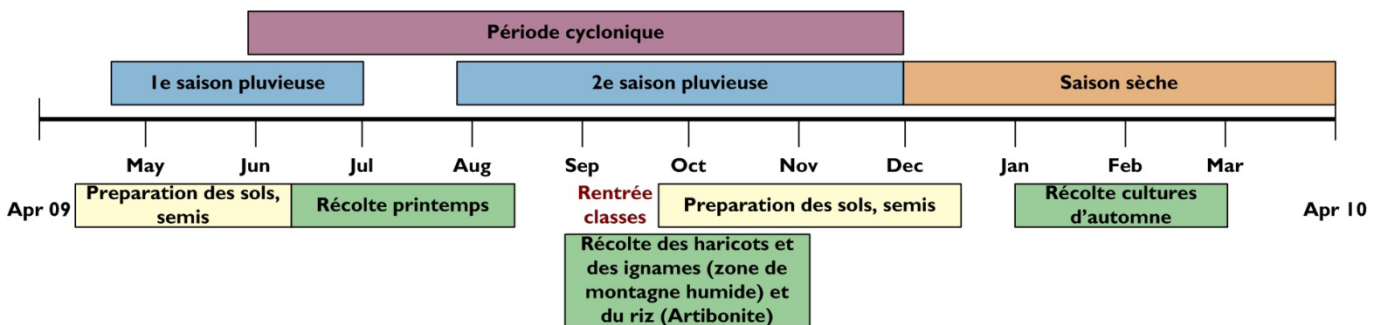 Période cyclonique
1e saison pluvieuse
2e saison pluvieuse
Saison sèche
May
Jun
Jul
Aug
Sep
Oct
Nov
Dec
Jan
Feb
Mar
Apr 09
Preparation des sols,
semis
Récolte printemps
Rentrée
classes
Preparation des sols, semis
Récolte cultures
d'automne
Apr 10
Récolte des haricots et
des ignames (zone de
montagne humide) et
du riz (Artibonite)